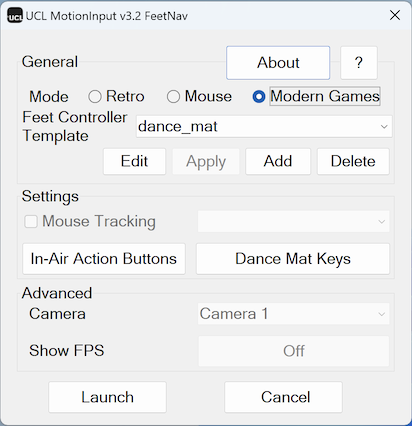 UCL UCL MotionInput v3.2 FeetNav
General About ?
Mode Retro Mouse Modern Games
Feet Controller
Template dance_mat
Edit Apply Add Delete
Settings
Mouse Tracking
In-Air Action Buttons Dance Mat Keys
Advanced
Camera Camera 1
Show FPS Off
Launch Cancel